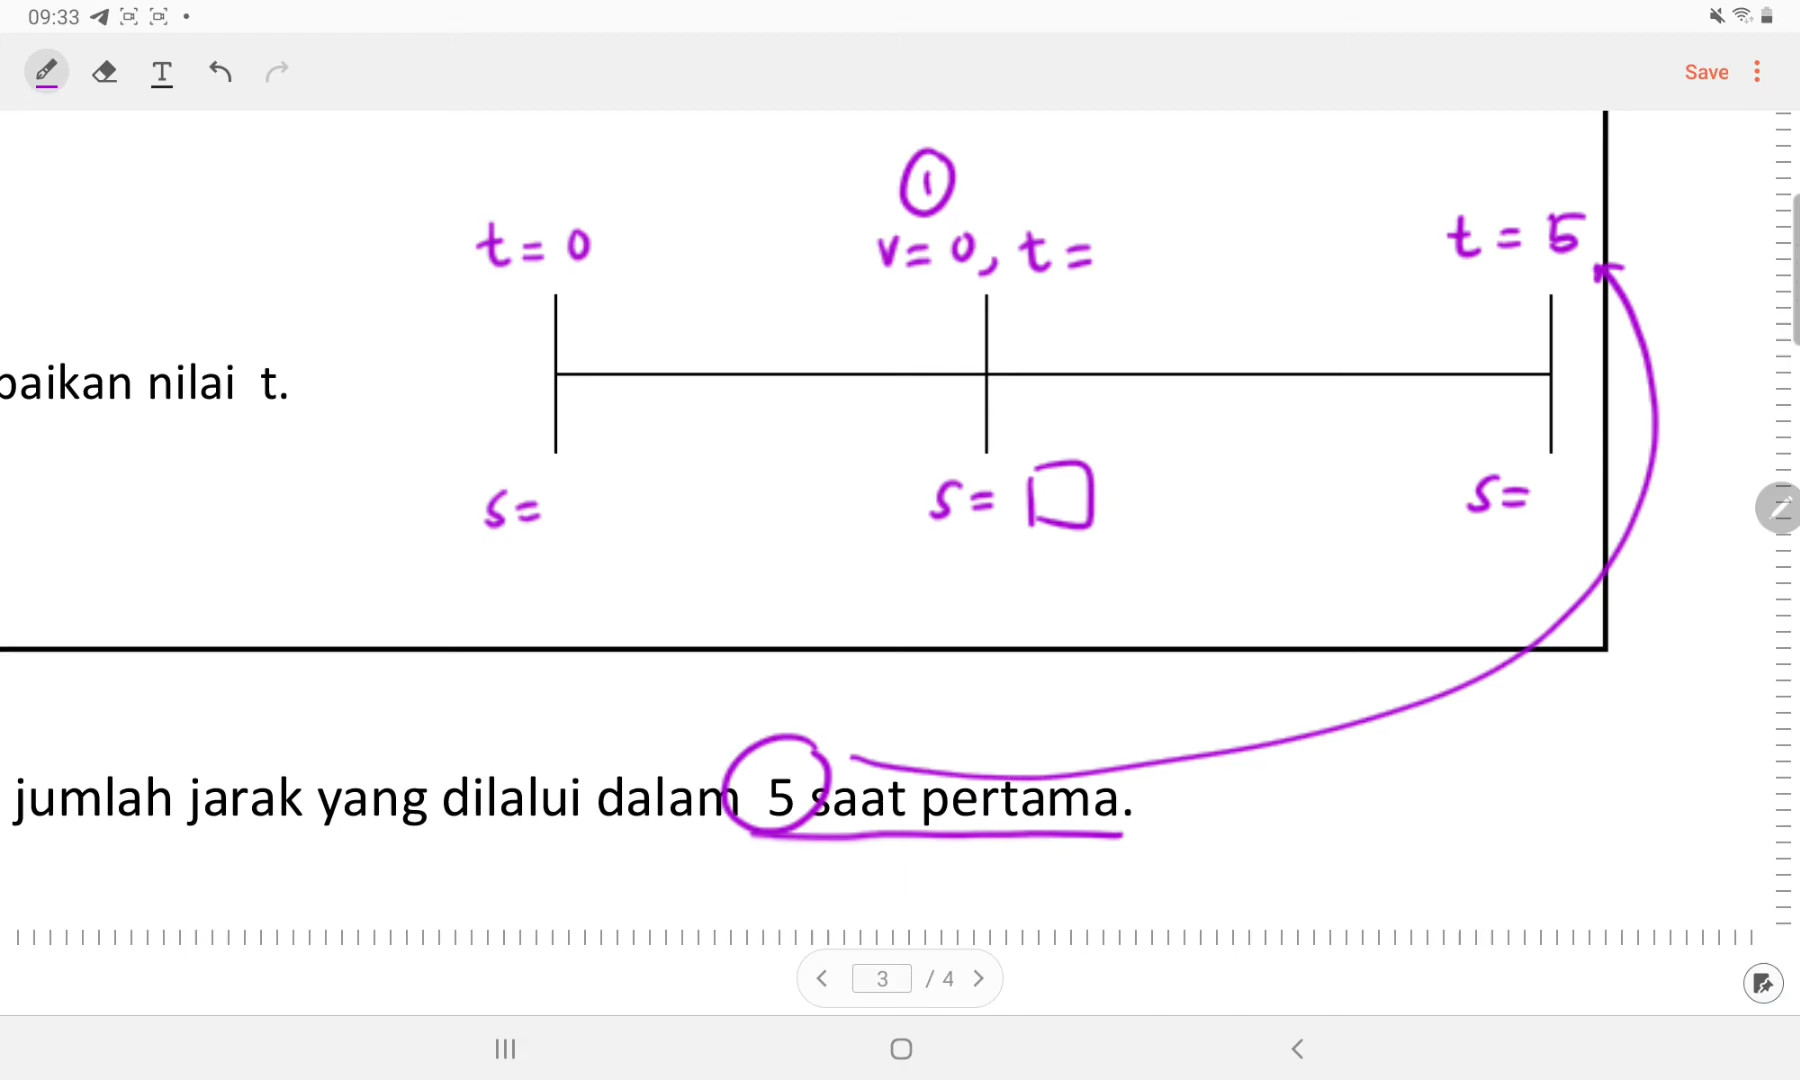 09:33
T
Save
①
t = 0
v = 0, t =
t = 5
baikan nilai t.
s =
s = □
s =
jumlah jarak yang dilalui dalam 5 saat pertama.
3 / 4